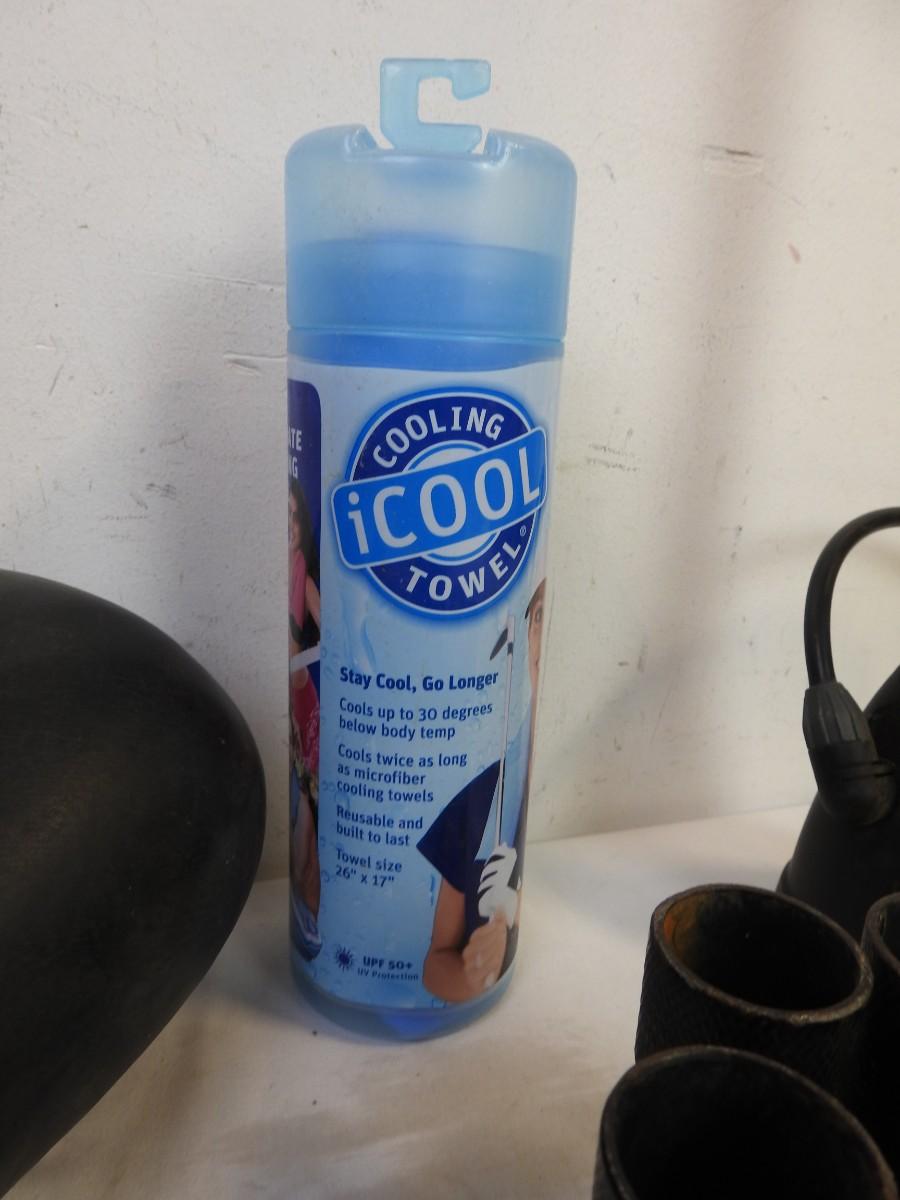 COOLING
iCOOL
TOWEL®
Stay Cool, Go Longer
Cools up to 30 degrees
below body temp
Cools twice as long
as microfiber
cooling towels
Reusable and
built to last
Towel size
26" x 17"
UPF 50+
UV Protection